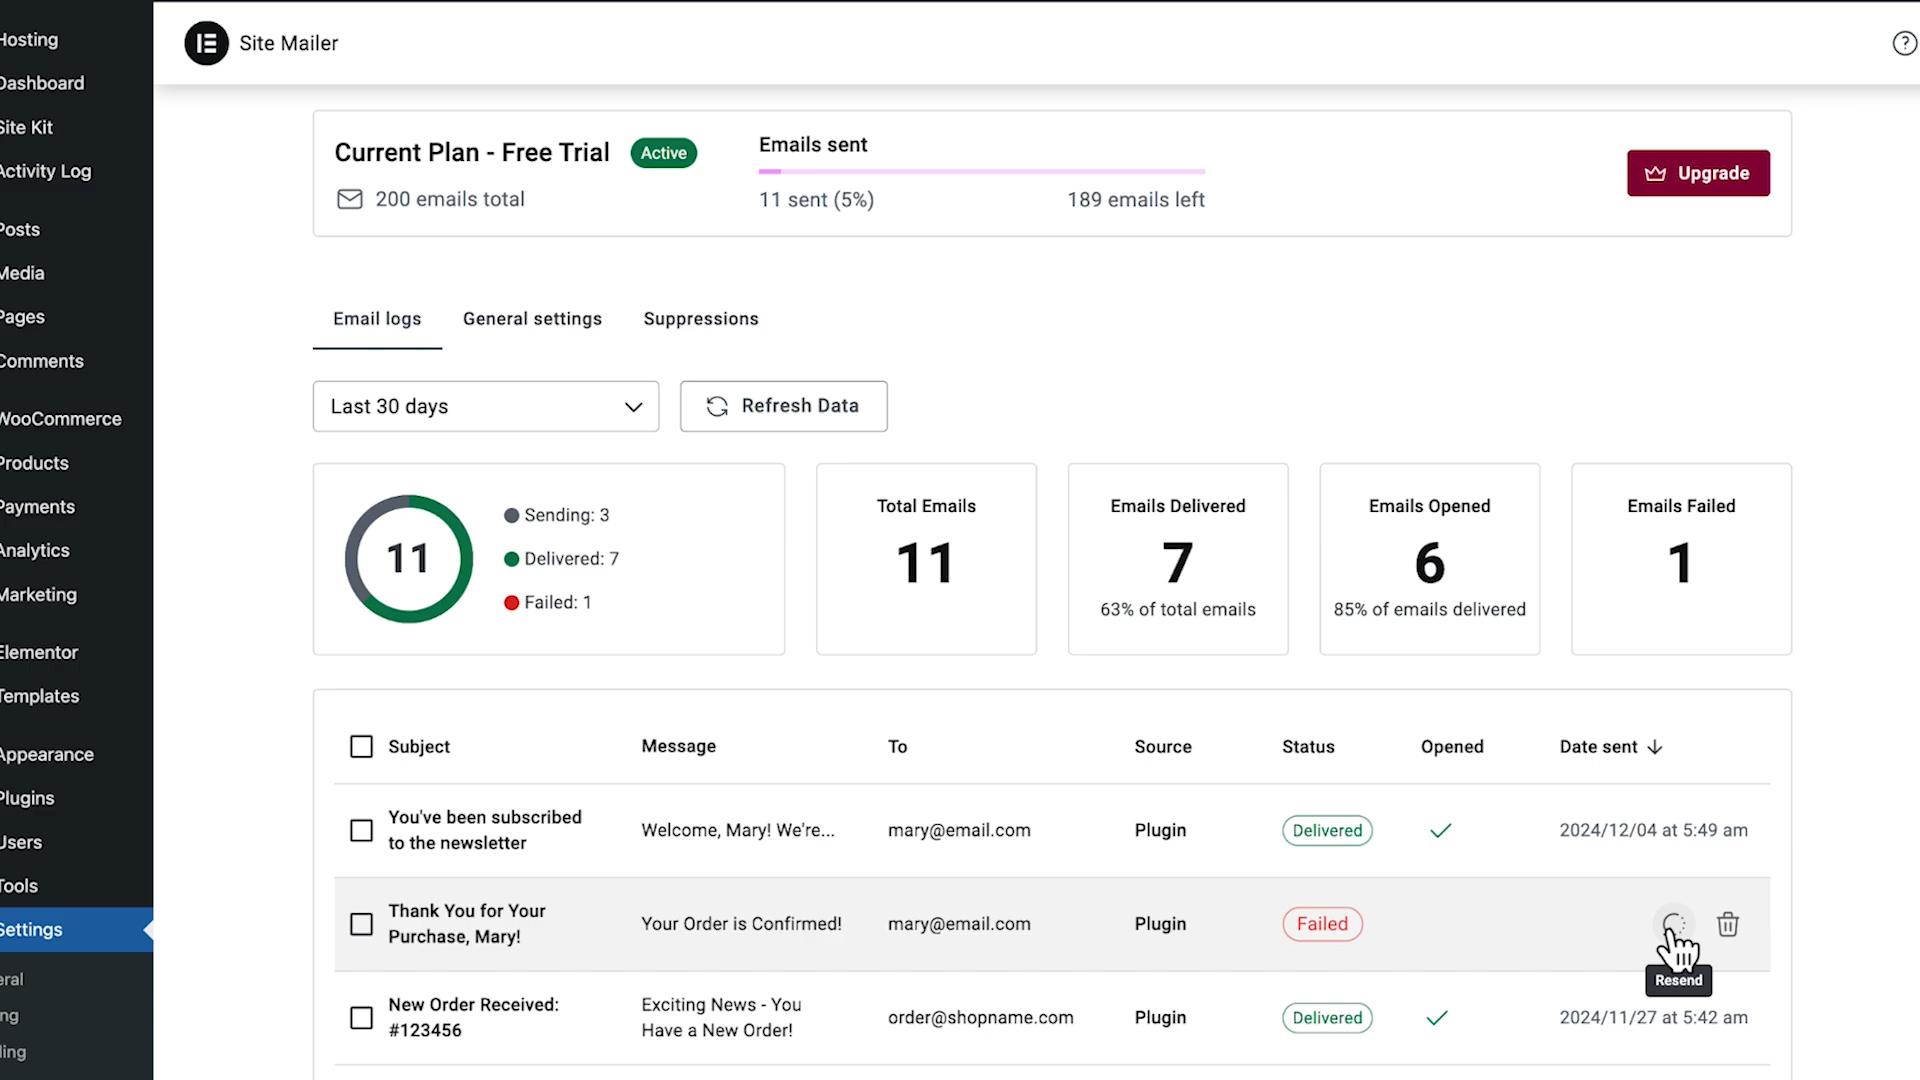 Hosting
Dashboard
Site Kit
Activity Log
Posts
Media
Pages
Comments
WooCommerce
Products
Payments
Analytics
Marketing
Elementor
Templates
Appearance
Plugins
Users
Tools
Settings
eral
ng
ding
Site Mailer
?
Current Plan - Free Trial
Active
200 emails total
Emails sent
11 sent (5%)
189 emails left
Upgrade
Email logs
General settings
Suppressions
Last 30 days
Refresh Data
11
Sending: 3
Delivered: 7
Failed: 1
Total Emails
11
Emails Delivered
7
63% of total emails
Emails Opened
6
85% of emails delivered
Emails Failed
1
Subject Message To Source Status Opened Date sent
You've been subscribed
to the newsletter
Welcome, Mary! We're...
mary@email.com
Plugin
Delivered
2024/12/04 at 5:49 am
Thank You for Your
Purchase, Mary!
Your Order is Confirmed!
mary@email.com
Plugin
Failed
Resend
New Order Received:
#123456
Exciting News - You
Have a New Order!
order@shopname.com
Plugin
Delivered
2024/11/27 at 5:42 am